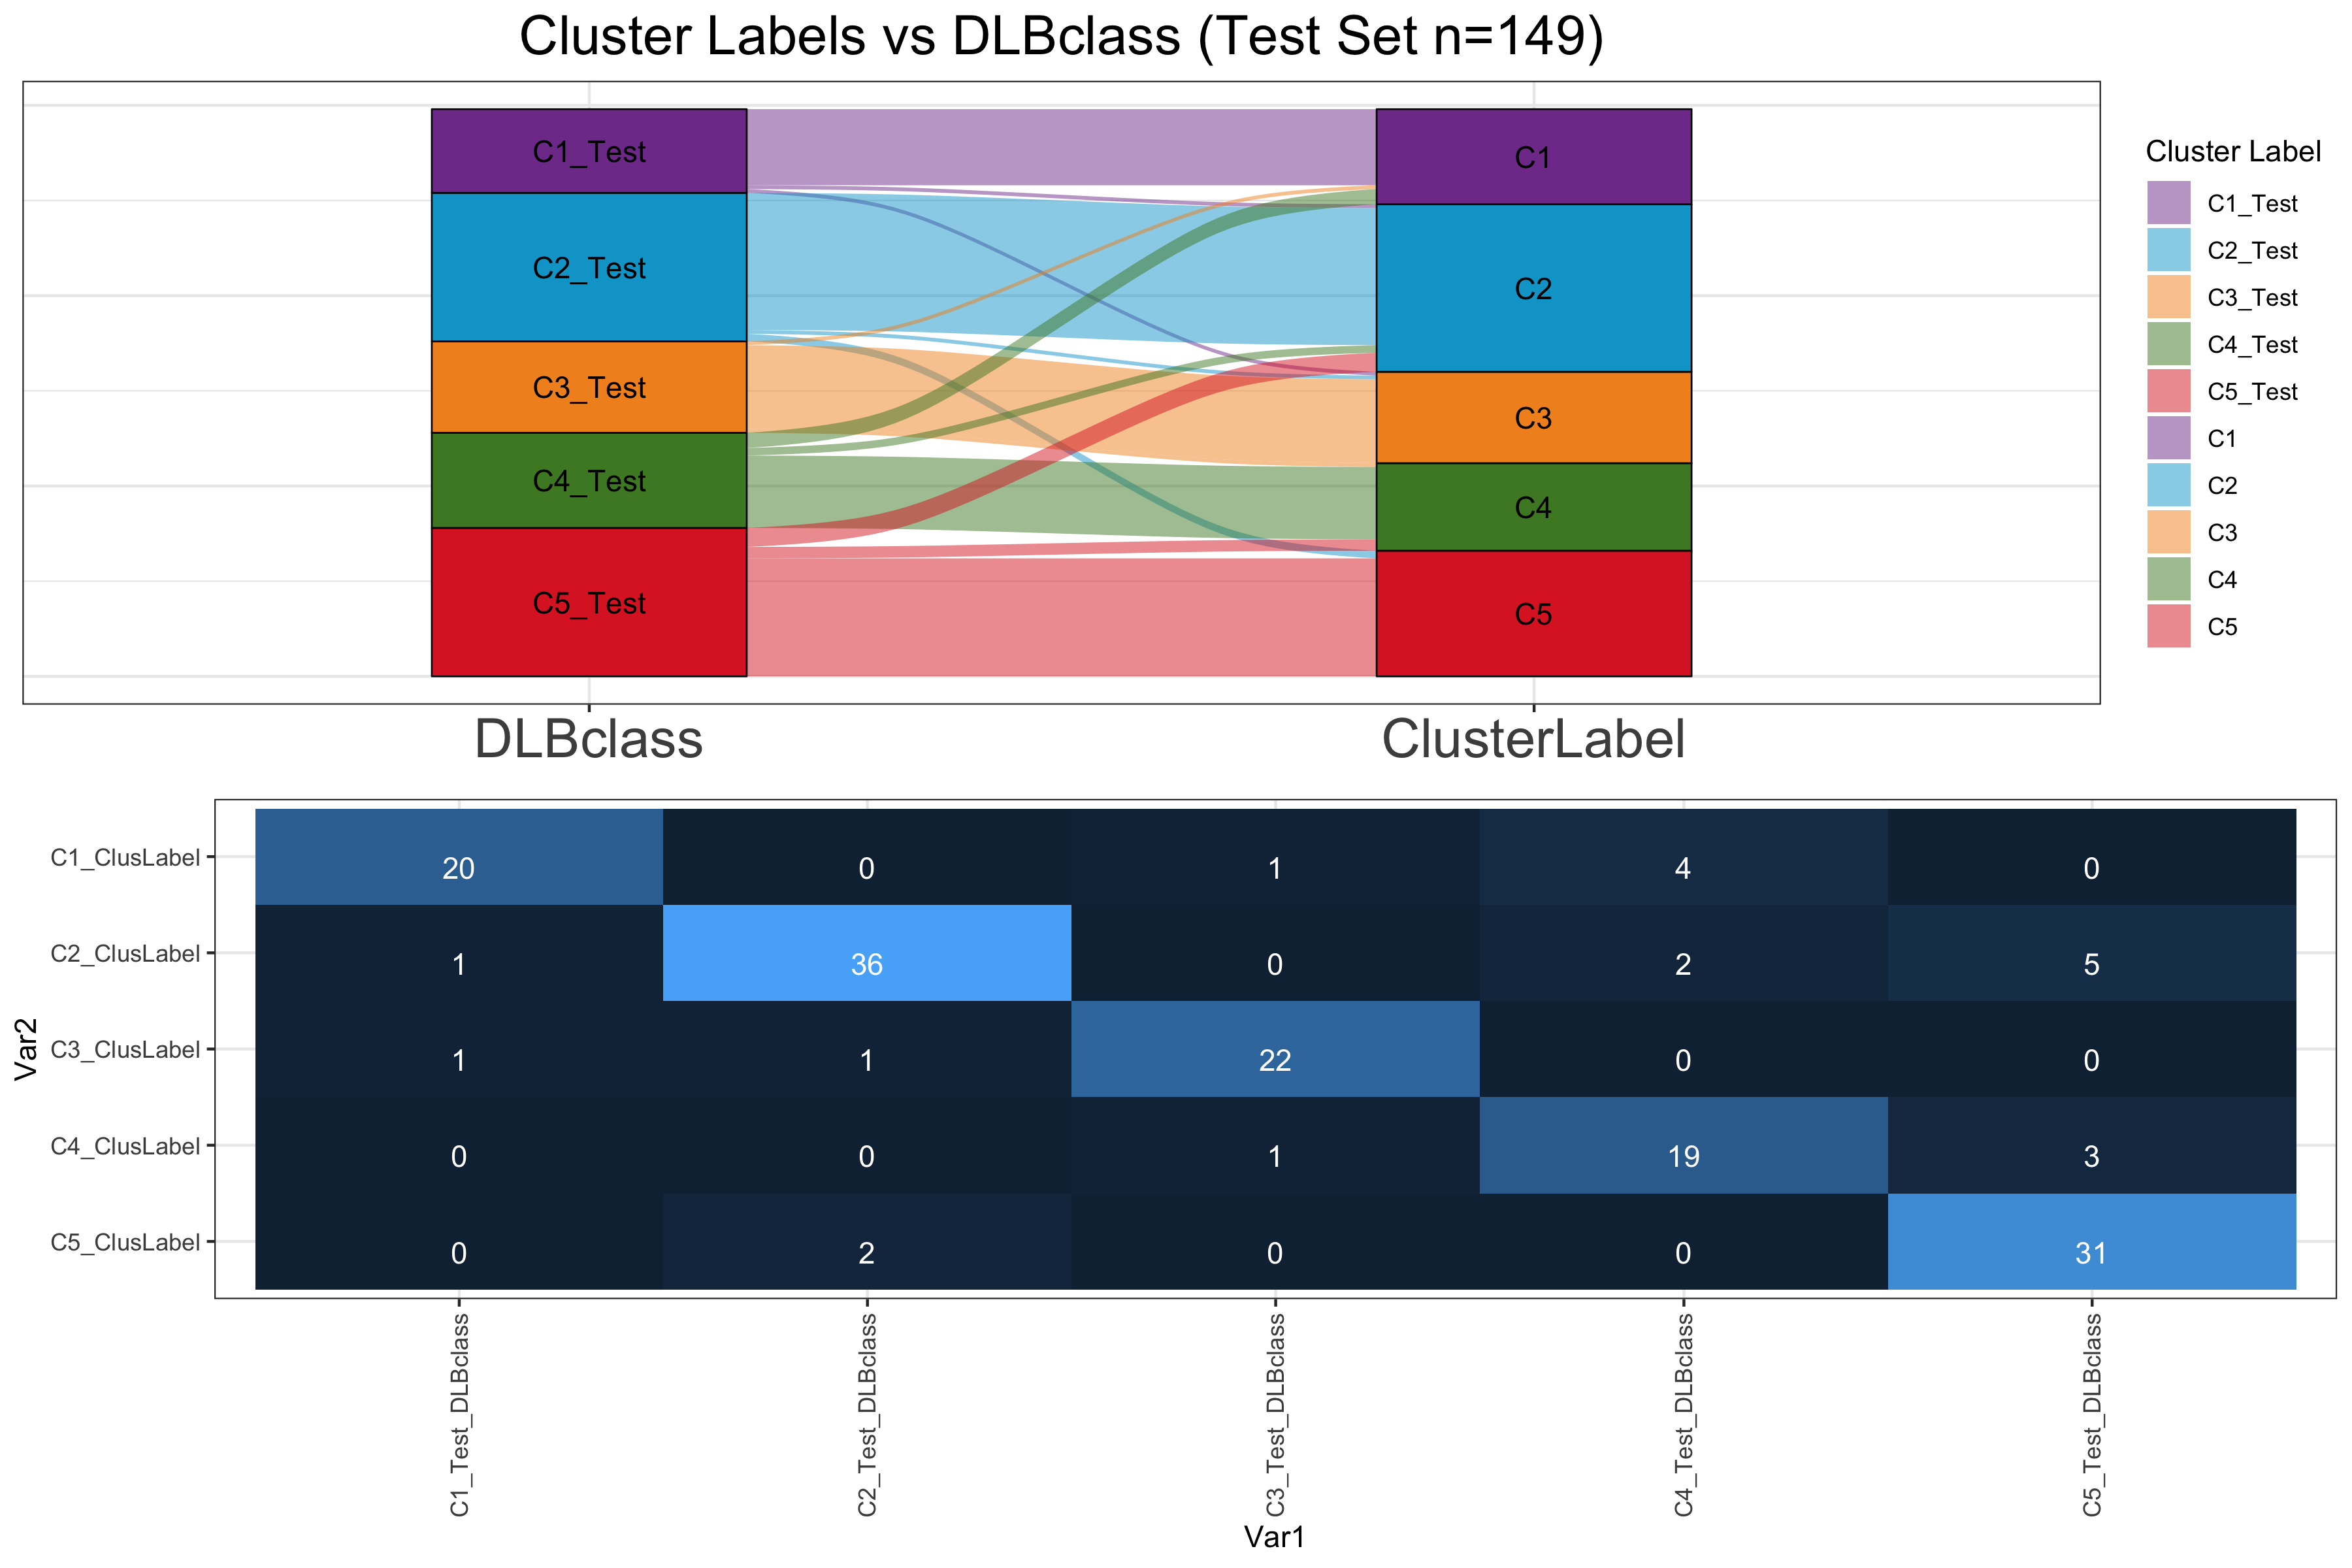 Cluster Labels vs DLBclass (Test Set n=149)
C1_Test
C2_Test
C3_Test
C4_Test
C5_Test
C1
C2
C3
C4
C5
DLBclass
ClusterLabel
Cluster Label
C1_Test
C2_Test
C3_Test
C4_Test
C5_Test
C1
C2
C3
C4
C5
Var2
C1_ClusLabel 20 0 1 4 0
C2_ClusLabel 1 36 0 2 5
C3_ClusLabel 1 1 22 0 0
C4_ClusLabel 0 0 1 19 3
C5_ClusLabel 0 2 0 0 31
C1_Test_DLBclass
C2_Test_DLBclass
C3_Test_DLBclass
C4_Test_DLBclass
C5_Test_DLBclass
Var1